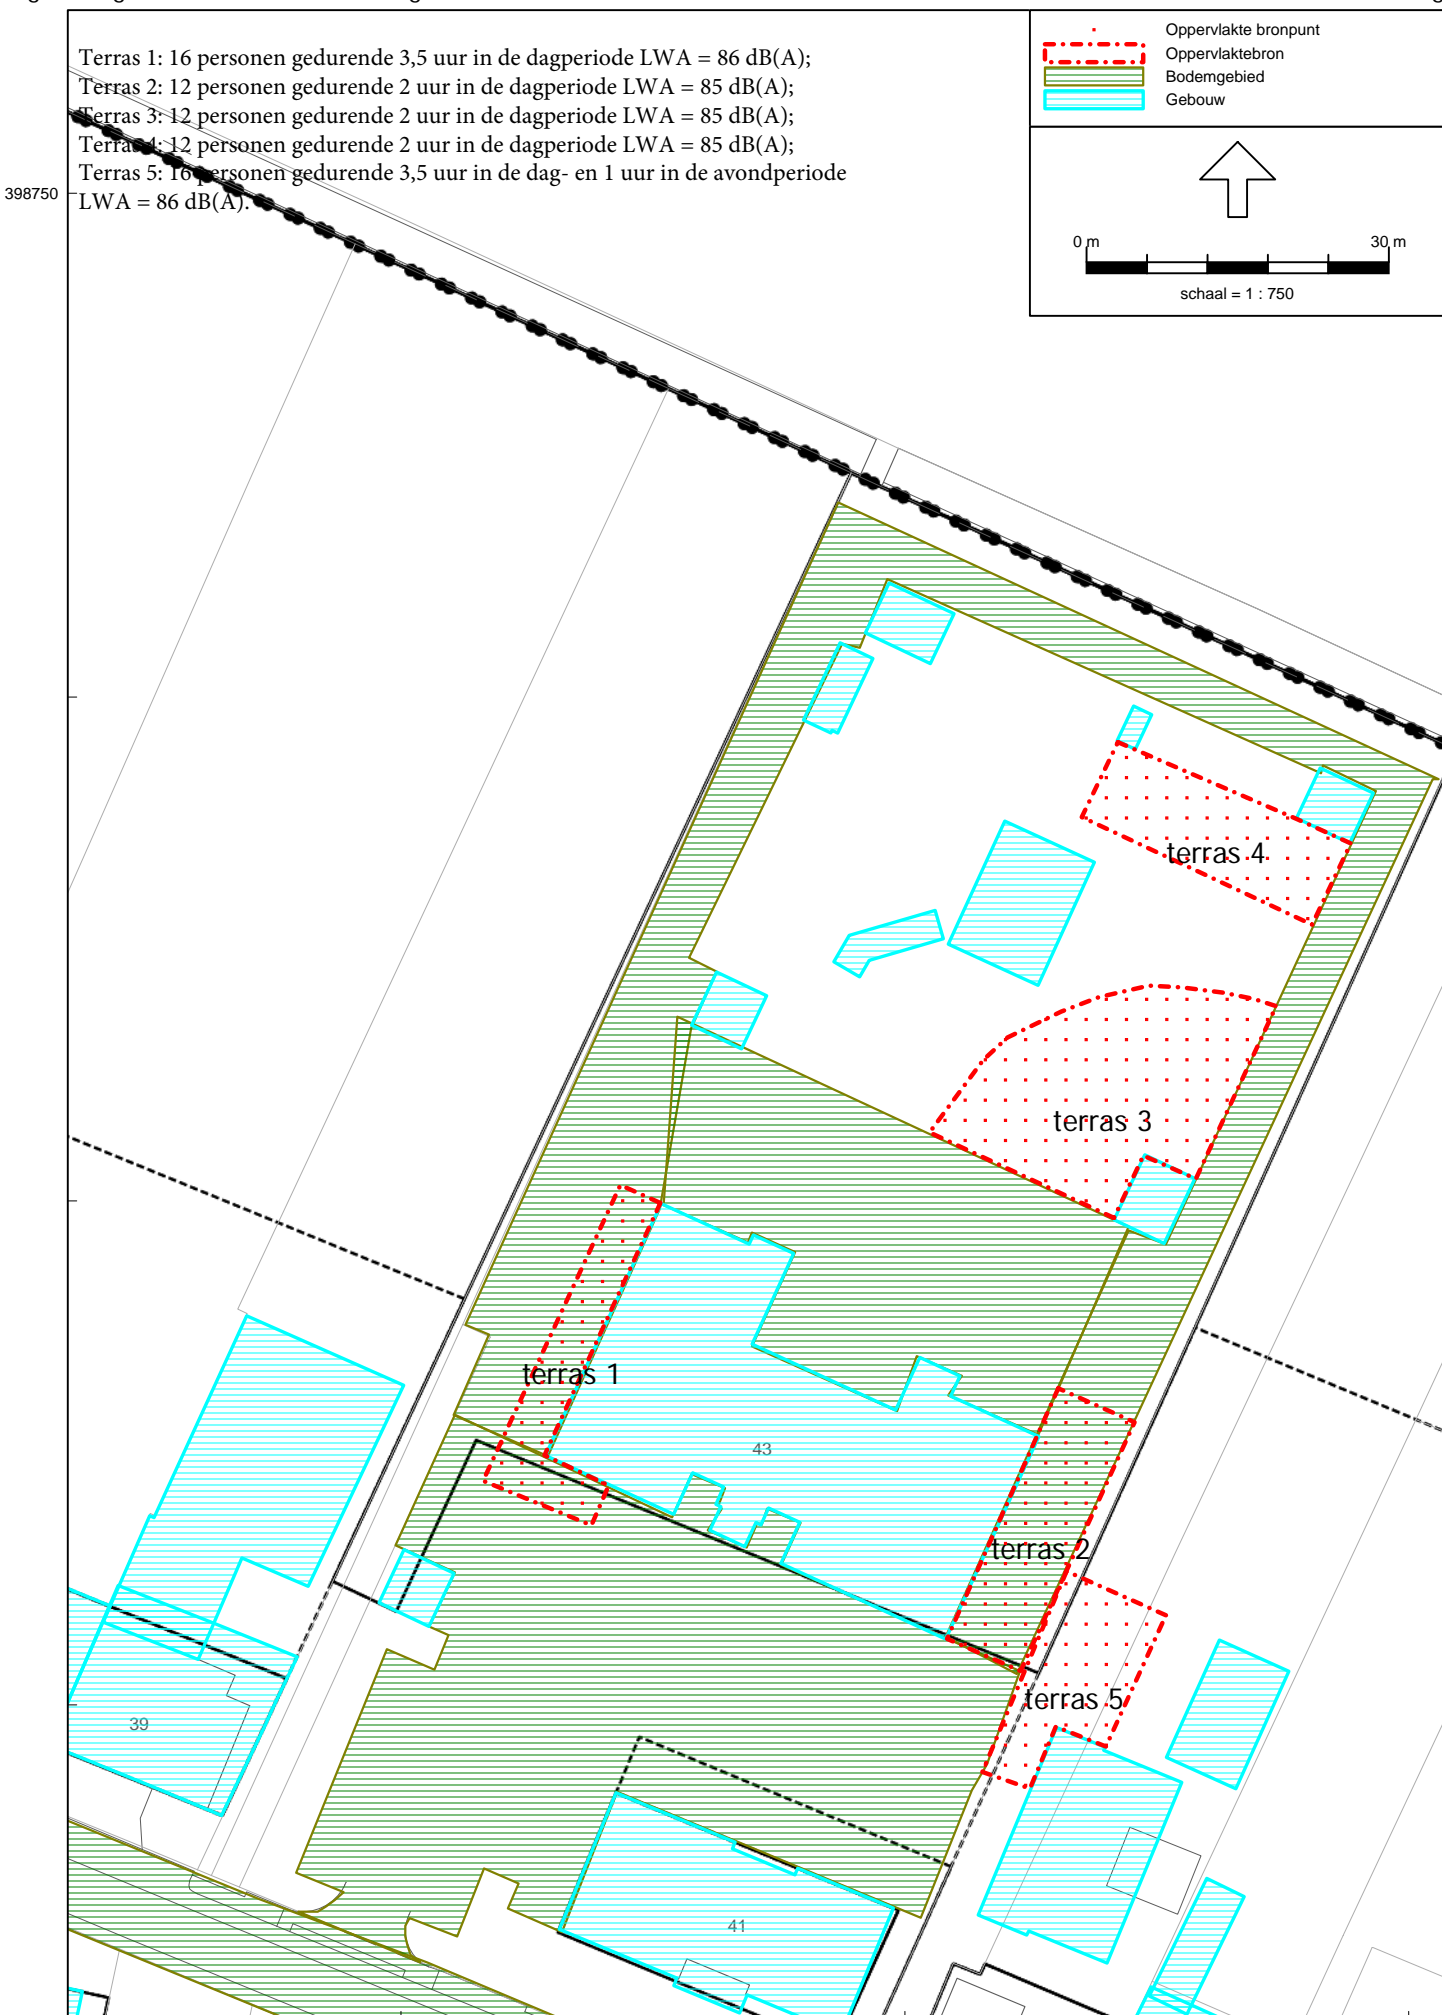 Terras 1: 16 personen gedurende 3,5 uur in de dagperiode LWA = 86 dB(A);
Terras 2: 12 personen gedurende 2 uur in de dagperiode LWA = 85 dB(A);
Terras 3: 12 personen gedurende 2 uur in de dagperiode LWA = 85 dB(A);
Terras 4: 12 personen gedurende 2 uur in de dagperiode LWA = 85 dB(A);
Terras 5: 16 personen gedurende 3,5 uur in de dag- en 1 uur in de avondperiode
LWA = 86 dB(A).
398750
Oppervlakte bronpunt
Oppervlaktebron
Bodemgebied
Gebouw
0 m 30 m
schaal = 1 : 750
terras 4
terras 3
terras 1
43
terras 2
terras 5
39
41